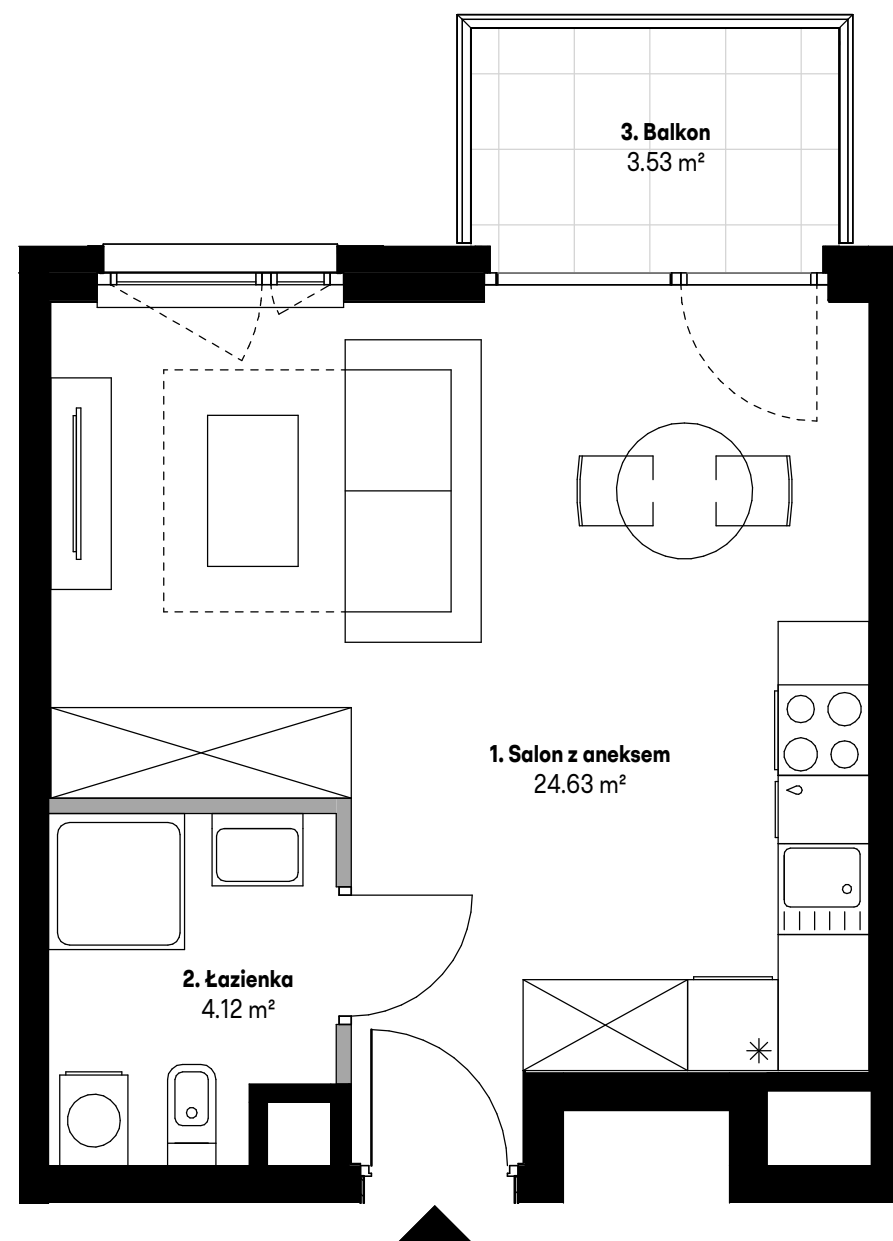 3. Balkon
3.53 m²
1. Salon z aneksem
24.63 m²
2. Łazienka
4.12 m²